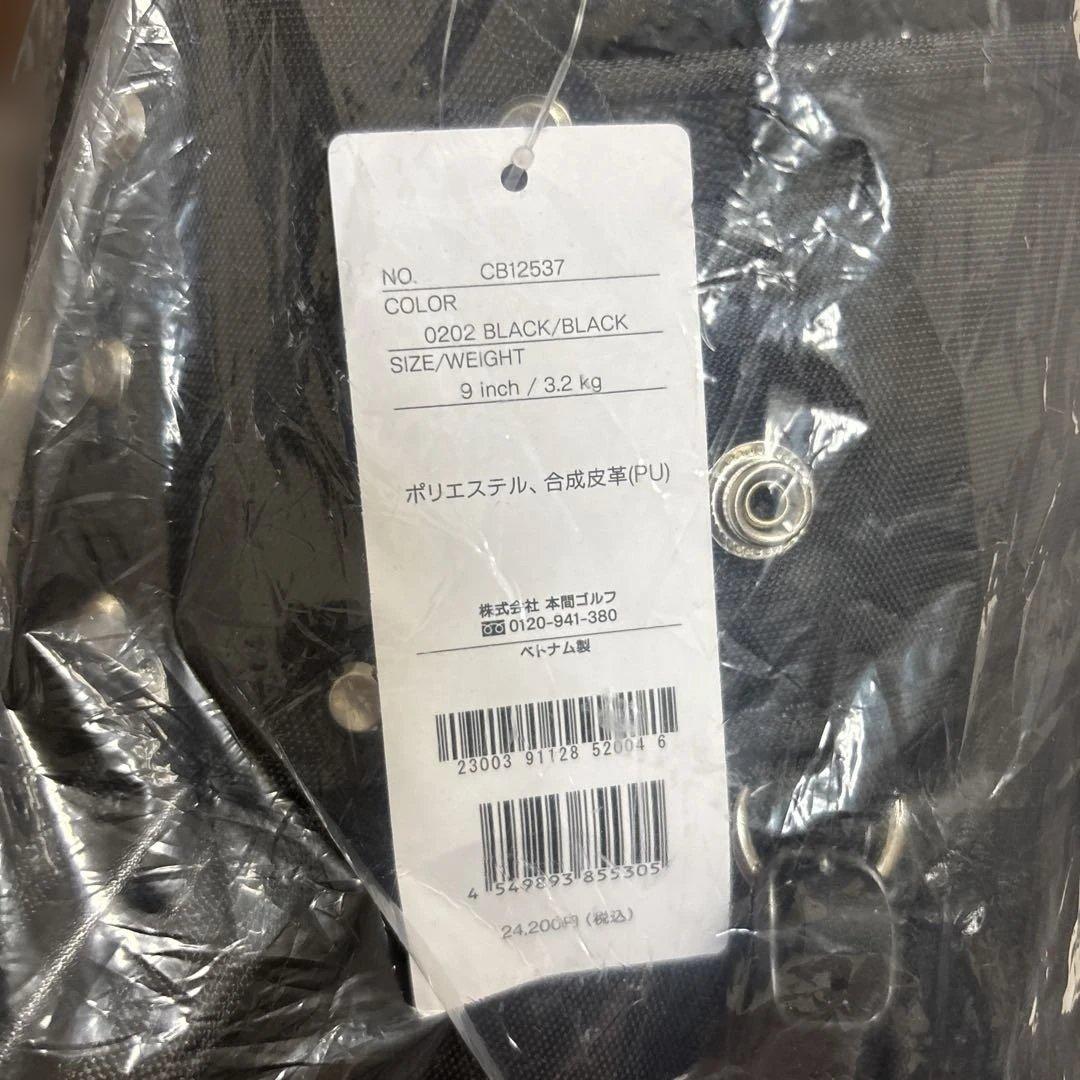 NO. CB12537
COLOR
0202 BLACK/BLACK
SIZE/WEIGHT
9 inch / 3.2 kg
ポリエステル、合成皮革(PU)
株式会社 本間ゴルフ
0120-941-380
ベトナム製
23003 91128 52004 6
4 549893 855305
24,200円 (税込)